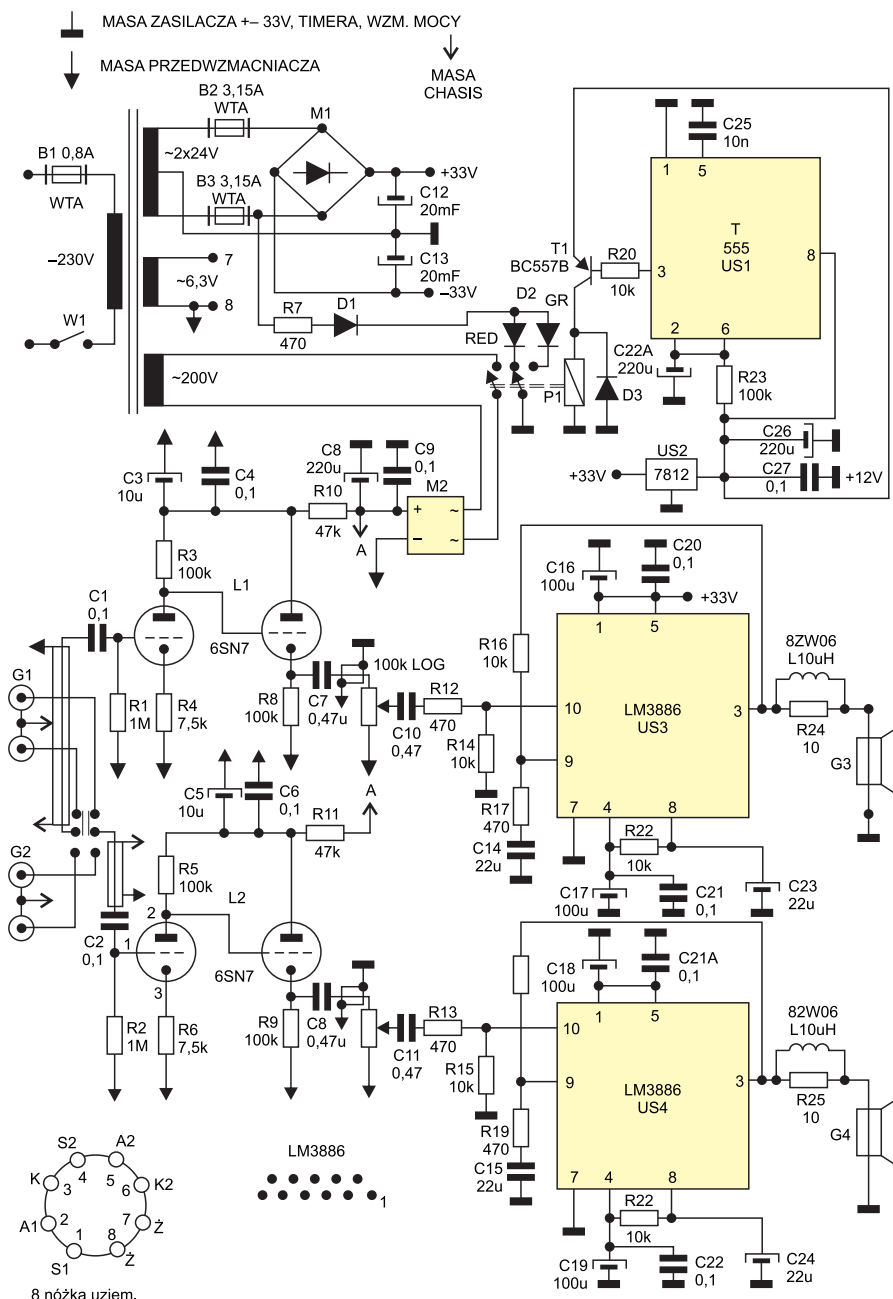 MASA ZASILACZA +– 33V, TIMERA, WZM. MOCY
MASA PRZEDWZMACNIACZA
MASA
CHASIS
B2 3,15A
WTA
M1
B1 0,8A
WTA
~2x24V
B3 3,15A
WTA
+33V
C12
20mF
C13
20mF
–33V
–230V
~6,3V
7
8
W1
R7
470
D1
D2
RED
GR
~200V
T1
BC557B
R20
10k
C25
10n
1
5
T
555
US1
3
8
2
6
C22A
220u
R23
100k
P1
D3
C26
220u
US2
7812
+33V
C27
0,1
+12V
C3
10u
C4
0,1
C8
220u
C9
0,1
R10
47k
A
M2
+
~
–
~
R3
100k
L1
C1
0,1
6SN7
G1
R1
1M
R4
7,5k
R8
100k
C7
0,47u
100k LOG
C10
0,47
R12
470
R14
10k
R16
10k
C16
100u
C20
0,1
+33V
1
5
10
LM3886
US3
3
9
7
4
8
8ZW06
L10uH
R24
10
G3
R17
470
C14
22u
R22
10k
C17
100u
C21
0,1
C23
22u
C5
10u
C6
0,1
R11
47k
A
G2
R5
100k
L2
C2
0,1
1
2
3
6SN7
R2
1M
R6
7,5k
R9
100k
C8
0,47u
C11
0,47
R13
470
R15
10k
C18
100u
C21A
0,1
1
5
10
LM3886
US4
3
9
7
4
8
82W06
L10uH
R25
10
G4
R19
470
C15
22u
R22
10k
C19
100u
C22
0,1
C24
22u
S2
A2
K
4
5
K2
3
6
A1
2
7
Ż
1
8
S1
Ż
8 nóżka uziem.
LM3886
1